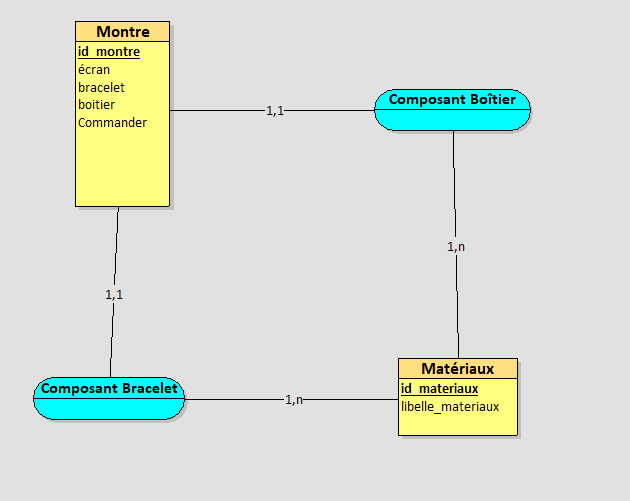 Montre
id_montre
écran
bracelet
boitier
Commander
1,1
Composant Boîtier
1,n
1,1
Composant Bracelet
1,n
Matériaux
id_materiaux
libelle_materiaux